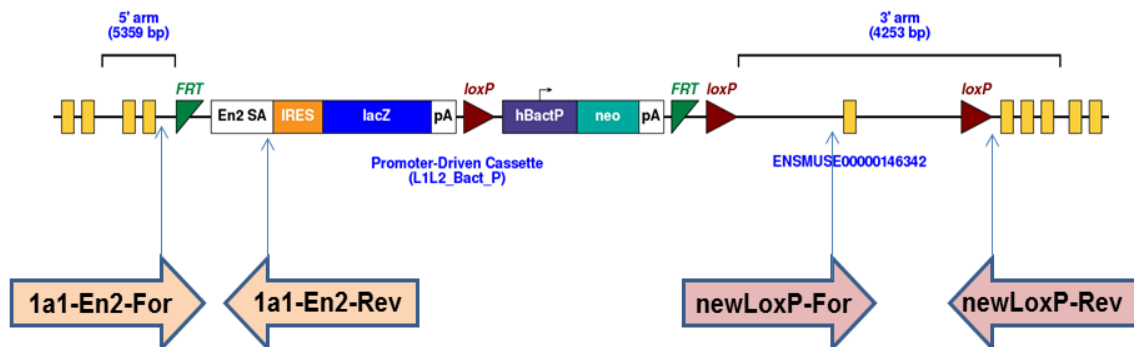 5' arm
(5359 bp)
3' arm
(4253 bp)
FRT
loxP
FRT
loxP
loxP
En2 SA
IRES
lacZ
pA
hBactP
neo
pA
Promoter-Driven Cassette
(L1L2_Bact_P)
ENSMUSE00000146342
1a1-En2-For
1a1-En2-Rev
newLoxP-For
newLoxP-Rev